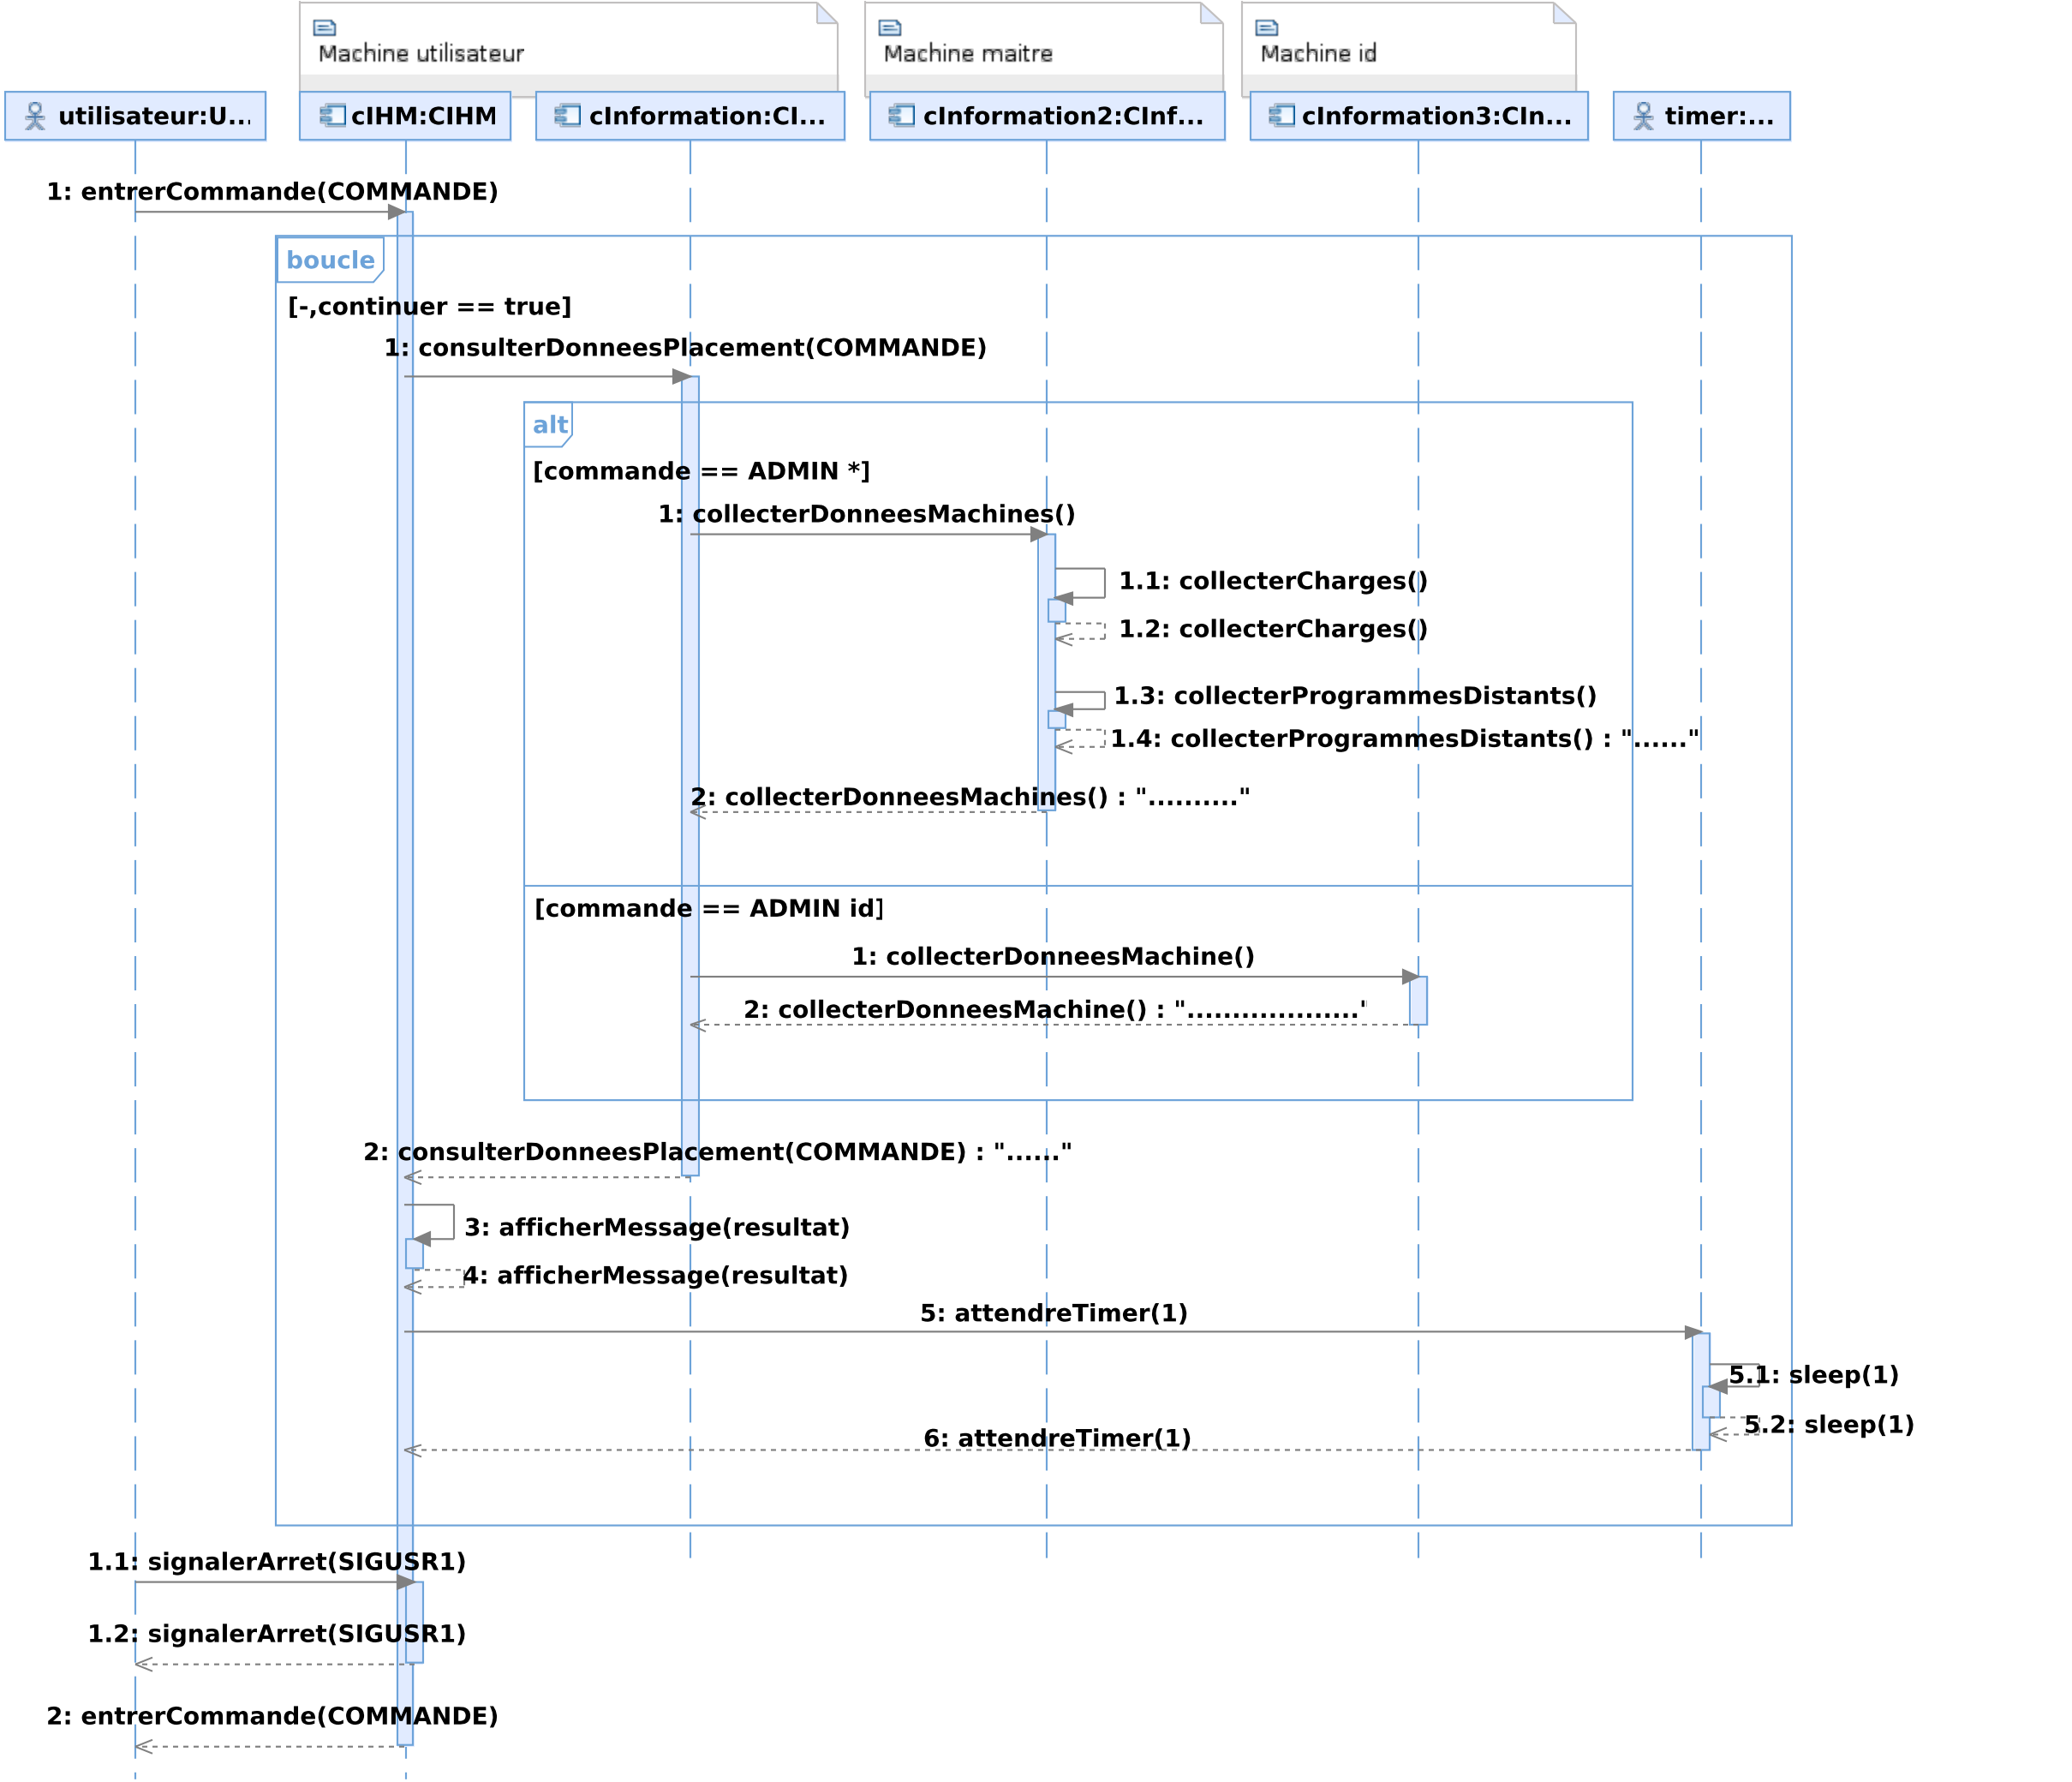 Machine utilisateur
Machine maitre
Machine id
utilisateur:U...
cIHM:CIHM
cInformation:CI...
cInformation2:CInf...
cInformation3:CIn...
timer:...
1: entrerCommande(COMMANDE)
boucle
[-,continuer == true]
1: consulterDonneesPlacement(COMMANDE)
alt
[commande == ADMIN *]
1: collecterDonneesMachines()
1.1: collecterCharges()
1.2: collecterCharges()
1.3: collecterProgrammesDistants()
1.4: collecterProgrammesDistants() : "......"
2: collecterDonneesMachines() : ".........."
[commande == ADMIN id]
1: collecterDonneesMachine()
2: collecterDonneesMachine() : "..................."
2: consulterDonneesPlacement(COMMANDE) : "......"
3: afficherMessage(resultat)
4: afficherMessage(resultat)
5: attendreTimer(1)
5.1: sleep(1)
5.2: sleep(1)
6: attendreTimer(1)
1.1: signalerArret(SIGUSR1)
1.2: signalerArret(SIGUSR1)
2: entrerCommande(COMMANDE)